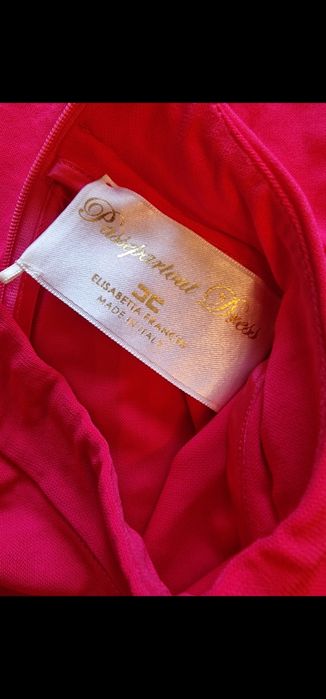 Passepartout Dress
ELISABETTA FRANCHI
MADE IN ITALY